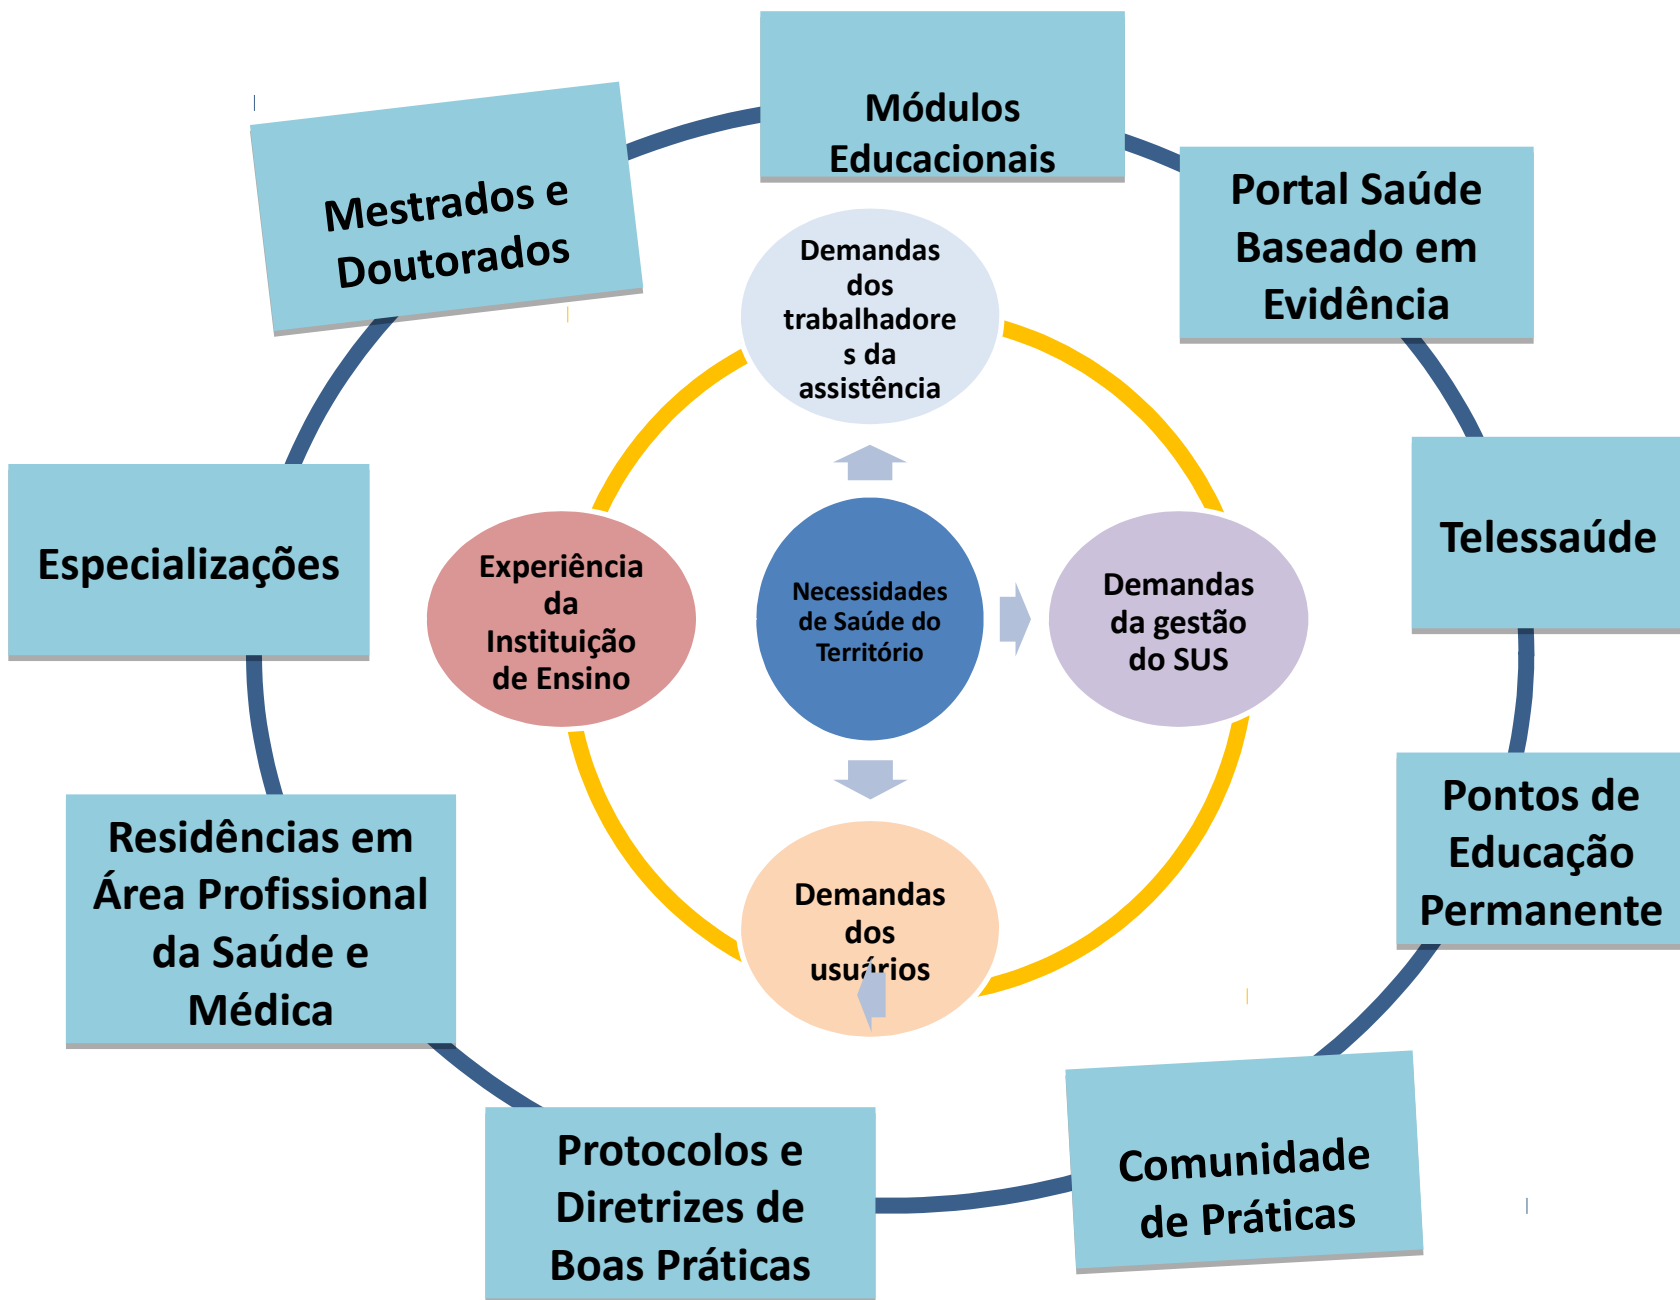 Módulos
Educacionais
Mestrados e
Doutorados
Portal Saúde
Baseado em
Evidência
Demandas
dos
trabalhadore
s da
assistência
Especializações
Experiência
da
Instituição
de Ensino
Necessidades
de Saúde do
Território
Demandas
da gestão
do SUS
Telessaúde
Residências em
Área Profissional
da Saúde e
Médica
Demandas
dos
usuários
Pontos de
Educação
Permanente
Protocolos e
Diretrizes de
Boas Práticas
Comunidade
de Práticas